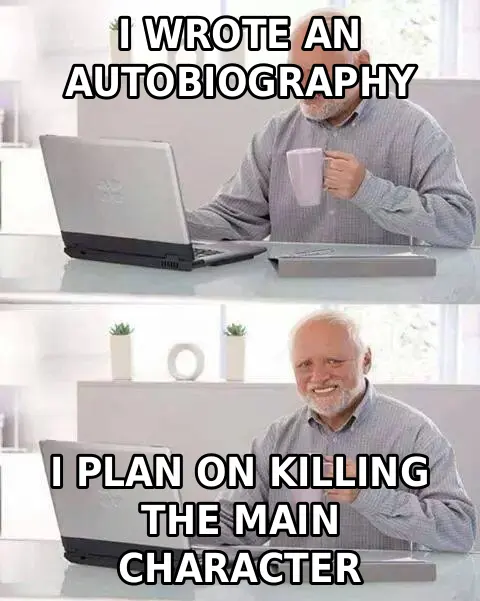 I WROTE AN
AUTOBIOGRAPHY
I PLAN ON KILLING
THE MAIN
CHARACTER